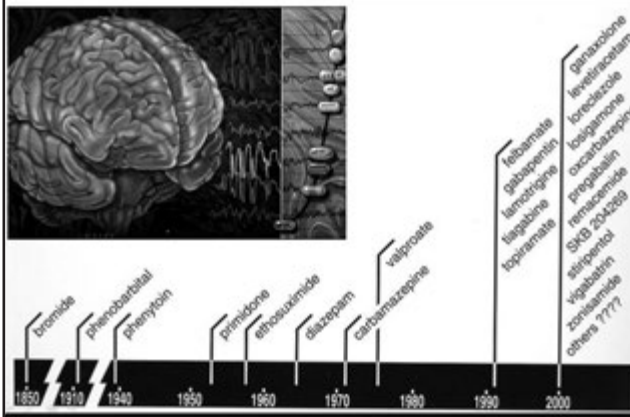 bromide
phenobarbital
phenytoin
primidone
ethosuximide
diazepam
carbamazepine
valproate
felbamate
gabapentin
lamotrigine
tiagabine
topiramate
ganaxolone
levetiracetam
loreclezole
losigamone
oxcarbazepine
pregabalin
remacemide
SKB 204269
stiripentol
vigabatrin
zonisamide
others ????
1850 1910 1940 1950 1960 1970 1980 1990 2000